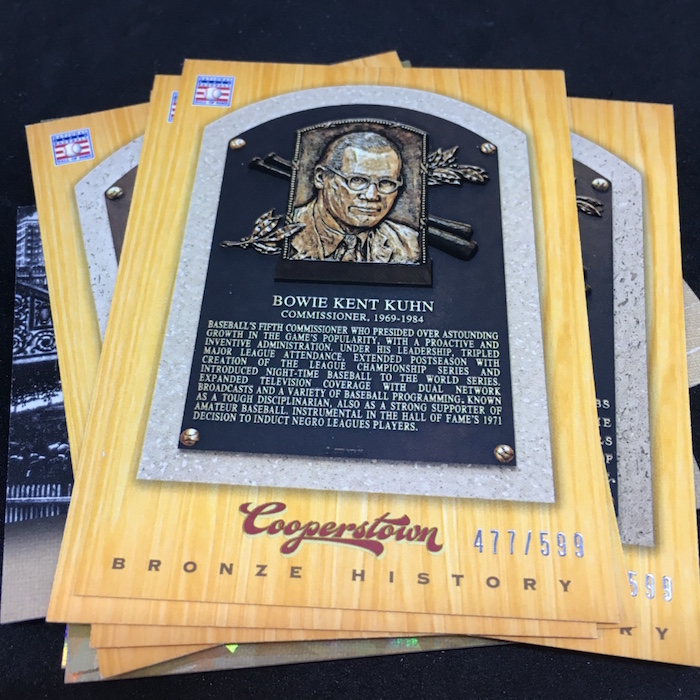 BOWIE KENT KUHN
COMMISSIONER, 1969-1984
BASEBALL'S FIFTH COMMISSIONER WHO PRESIDED OVER ASTOUNDING
GROWTH IN THE GAME'S POPULARITY, WITH A PROACTIVE AND
INVENTIVE ADMINISTRATION. UNDER HIS LEADERSHIP, TRIPLED
MAJOR LEAGUE ATTENDANCE, EXTENDED POSTSEASON WITH
CREATION OF THE LEAGUE CHAMPIONSHIP SERIES AND
INTRODUCED NIGHT-TIME BASEBALL TO THE WORLD SERIES.
EXPANDED TELEVISION COVERAGE WITH DUAL NETWORK
BROADCASTS AND A VARIETY OF BASEBALL PROGRAMMING. KNOWN
AS A TOUGH DISCIPLINARIAN, ALSO AS A STRONG SUPPORTER OF
AMATEUR BASEBALL. INSTRUMENTAL IN THE HALL OF FAME'S 1971
DECISION TO INDUCT NEGRO LEAGUES PLAYERS.
Cooperstown
477/599
BRONZE HISTORY
599
RY